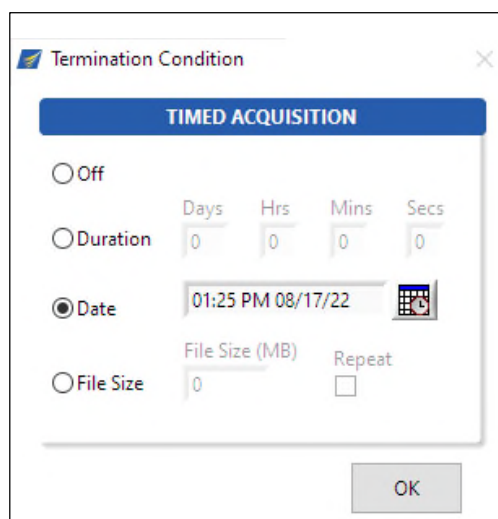 Termination Condition
TIMED ACQUISITION
Off
Days Hrs Mins Secs
Duration 0 0 0 0
Date 01:25 PM 08/17/22
File Size (MB) Repeat
File Size 0
OK